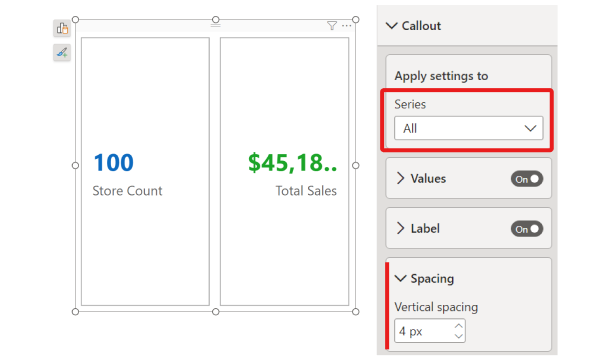 100
Store Count
$45,18..
Total Sales
Callout
Apply settings to
Series
All
Values
On
Label
On
Spacing
Vertical spacing
4 px